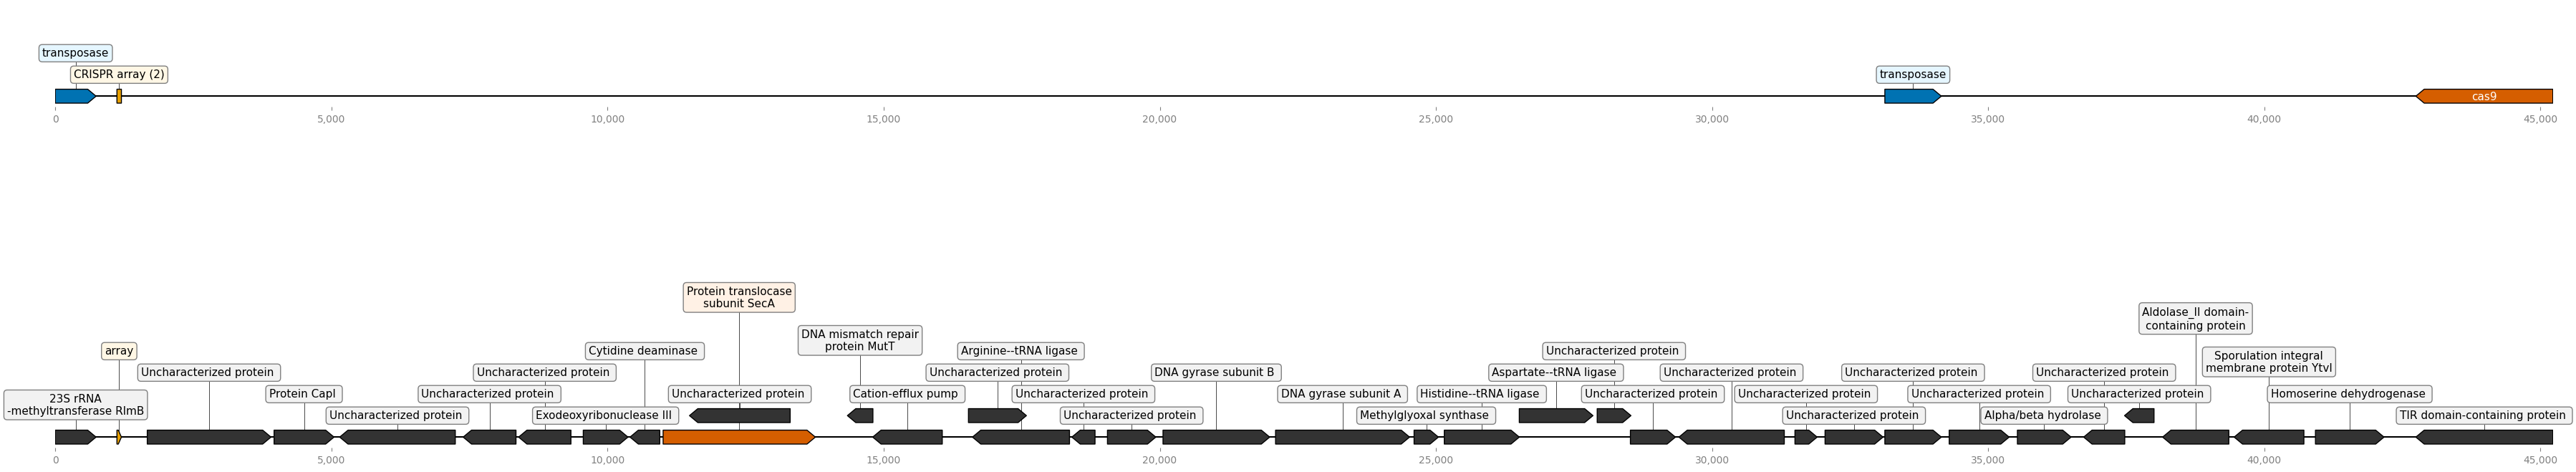 transposase
CRISPR array (2)
transposase
cas9
0 5,000 10,000 15,000 20,000 25,000 30,000 35,000 40,000 45,000
Protein translocase
subunit SecA
Aldolase_II domain-
containing protein
DNA mismatch repair
protein MutT
array
Cytidine deaminase
Arginine--tRNA ligase
Uncharacterized protein
Sporulation integral
membrane protein YtvI
Uncharacterized protein
Uncharacterized protein
Uncharacterized protein
DNA gyrase subunit B
Aspartate--tRNA ligase
Uncharacterized protein
Uncharacterized protein
Uncharacterized protein
23S rRNA
-methyltransferase RlmB
Protein CapI
Uncharacterized protein
Uncharacterized protein
Cation-efflux pump
Uncharacterized protein
DNA gyrase subunit A
Histidine--tRNA ligase
Uncharacterized protein
Uncharacterized protein
Uncharacterized protein
Uncharacterized protein
Homoserine dehydrogenase
Uncharacterized protein
Exodeoxyribonuclease III
Uncharacterized protein
Methylglyoxal synthase
Uncharacterized protein
Alpha/beta hydrolase
TIR domain-containing protein
0 5,000 10,000 15,000 20,000 25,000 30,000 35,000 40,000 45,000